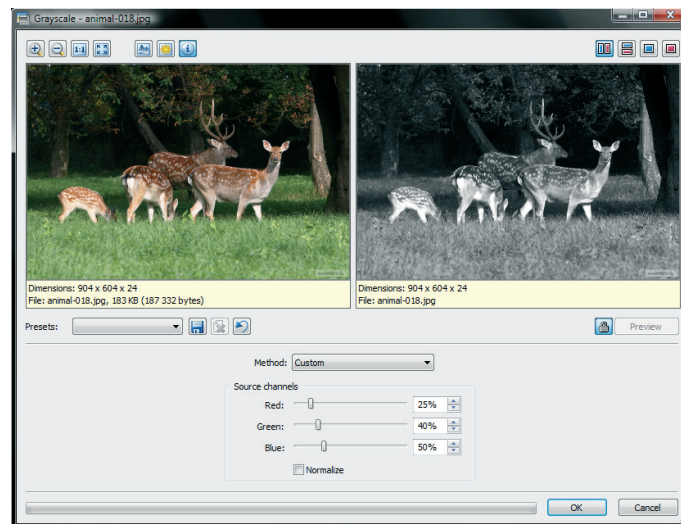 Grayscale - animal-018.jpg
1:1
Dimensions: 904 x 604 x 24
File: animal-018.jpg, 183 KB (187 332 bytes)
Dimensions: 904 x 604 x 24
File: animal-018.jpg
Presets:
Preview
Method: Custom
Source channels
Red: 25%
Green: 40%
Blue: 50%
Normalize
OK Cancel